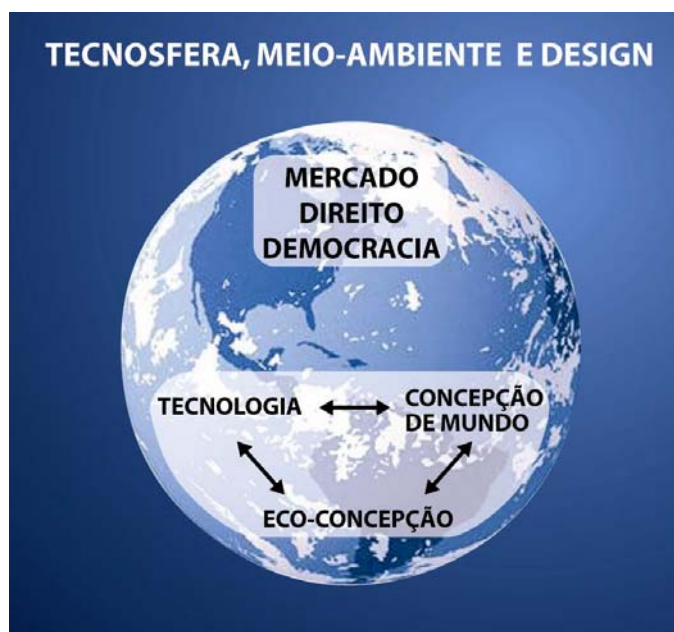 TECNOSFERA, MEIO-AMBIENTE E DESIGN
MERCADO
DIREITO
DEMOCRACIA
TECNOLOGIA
CONCEPÇÃO
DE MUNDO
ECO-CONCEPÇÃO